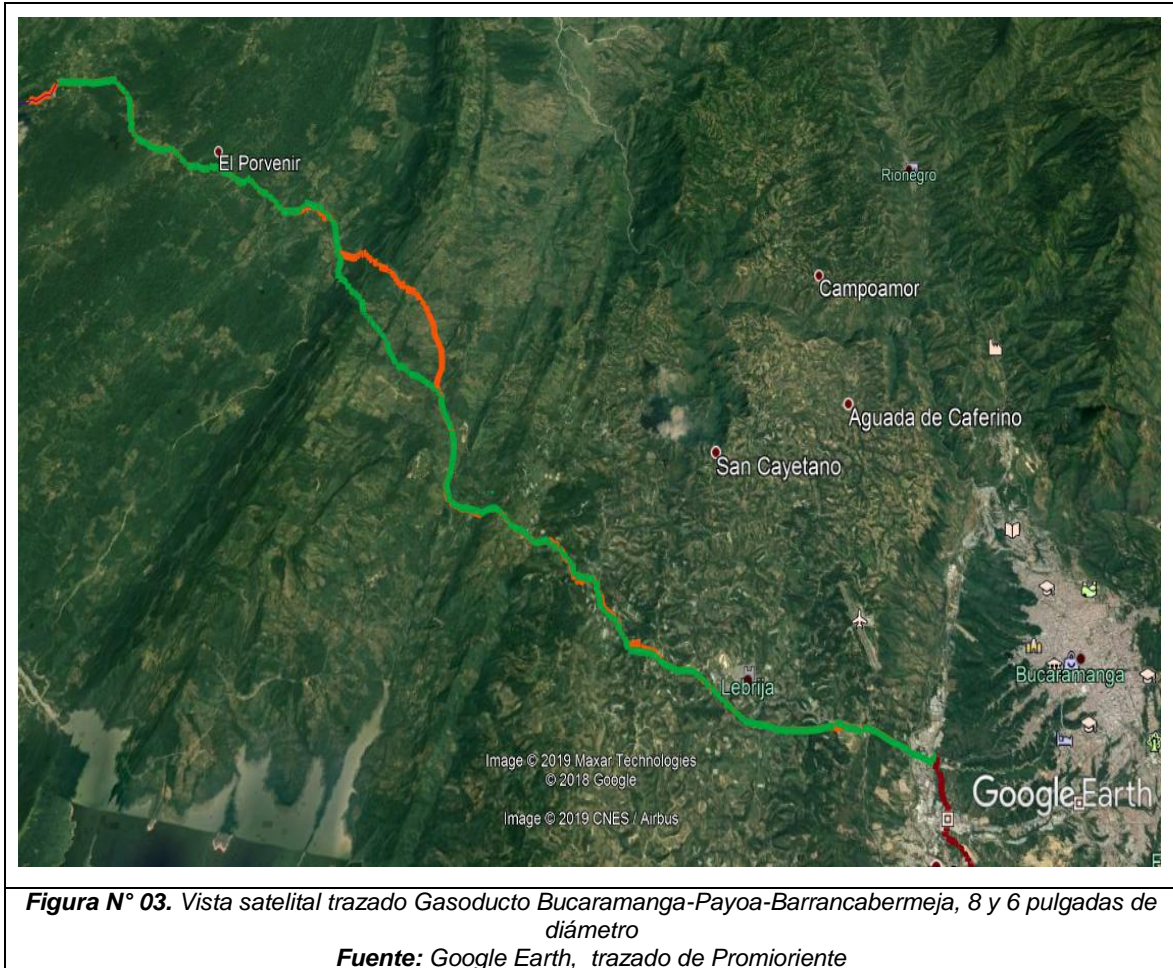 El Porvenir
Rionegro
Campoamor
Aguada de Caferino
San Cayetano
Bucaramanga
Lebrija
Image © 2019 Maxar Technologies
© 2018 Google
Image © 2019 CNES / Airbus
Google Earth
Figura N° 03. Vista satelital trazado Gasoducto Bucaramanga-Payoa-Barrancabermeja, 8 y 6 pulgadas de
diámetro
Fuente: Google Earth, trazado de Promioriente